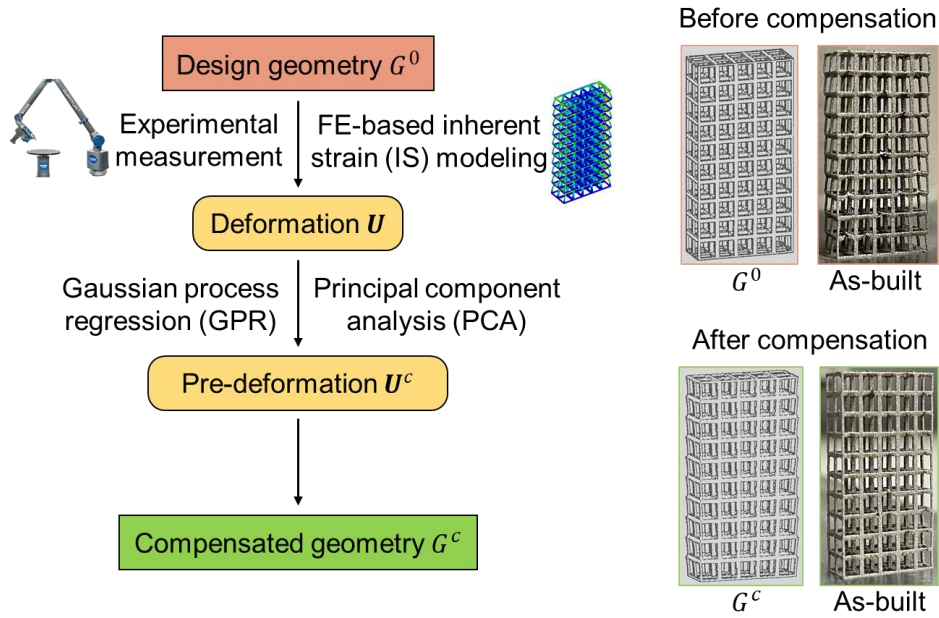 Design geometry G⁰
Experimental
measurement
FE-based inherent
strain (IS) modeling
Deformation U
Gaussian process
regression (GPR)
Principal component
analysis (PCA)
Pre-deformation Uᶜ
Compensated geometry Gᶜ
Before compensation
G⁰
As-built
After compensation
Gᶜ
As-built